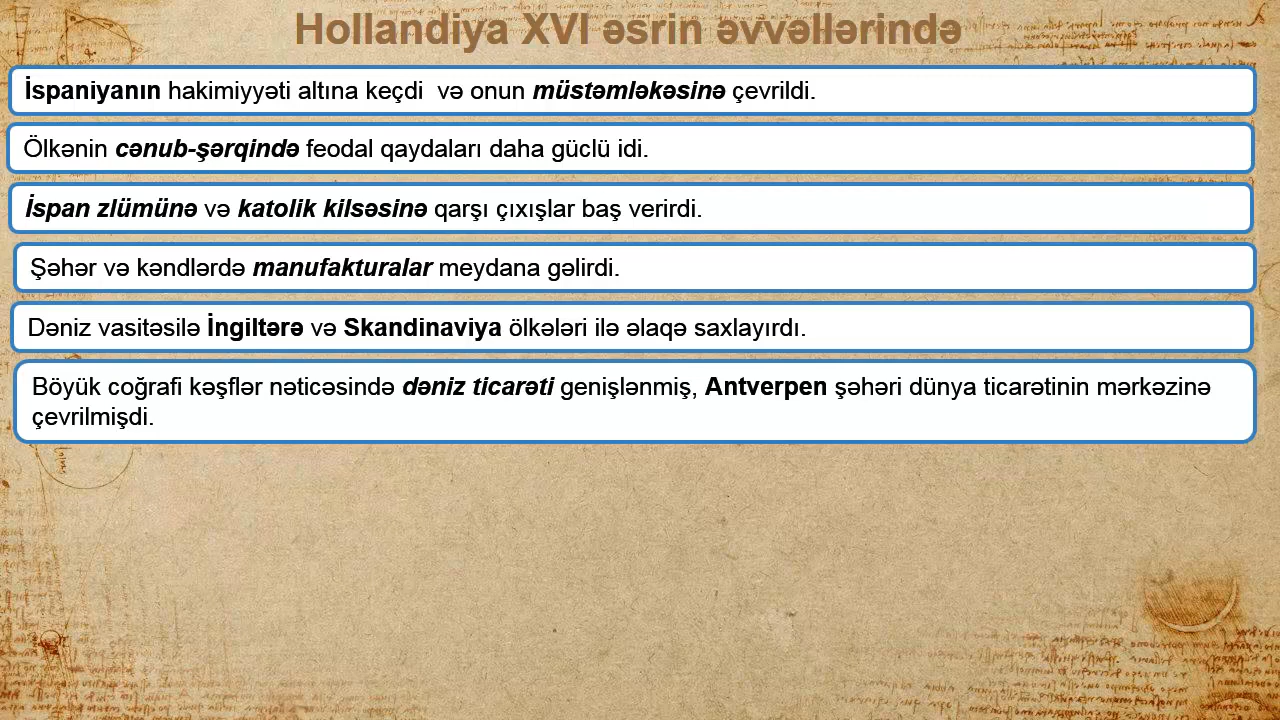 Hollandiya XVI əsrin əvvəllərində
İspaniyanın hakimiyyəti altına keçdi  və onun müstəmləkəsinə çevrildi.
Ölkənin cənub-şərqində feodal qaydaları daha güclü idi.
İspan zlümünə və katolik kilsəsinə qarşı çıxışlar baş verirdi.
Şəhər və kəndlərdə manufakturalar meydana gəlirdi.
Dəniz vasitəsilə İngiltərə və Skandinaviya ölkələri ilə əlaqə saxlayırdı.
Böyük coğrafi kəşflər nəticəsində dəniz ticarəti genişlənmiş, Antverpen şəhəri dünya ticarətinin mərkəzinə
çevrilmişdi.